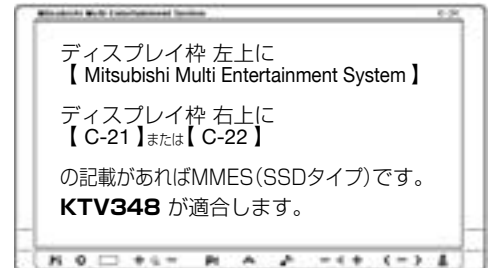 Mitsubishi Multi Entertainment System
ディスプレイ枠 左上に
【 Mitsubishi Multi Entertainment System 】
ディスプレイ枠 右上に
【 C-21 】または【 C-22 】
の記載があればMMES(SSDタイプ)です。
KTV348 が適合します。